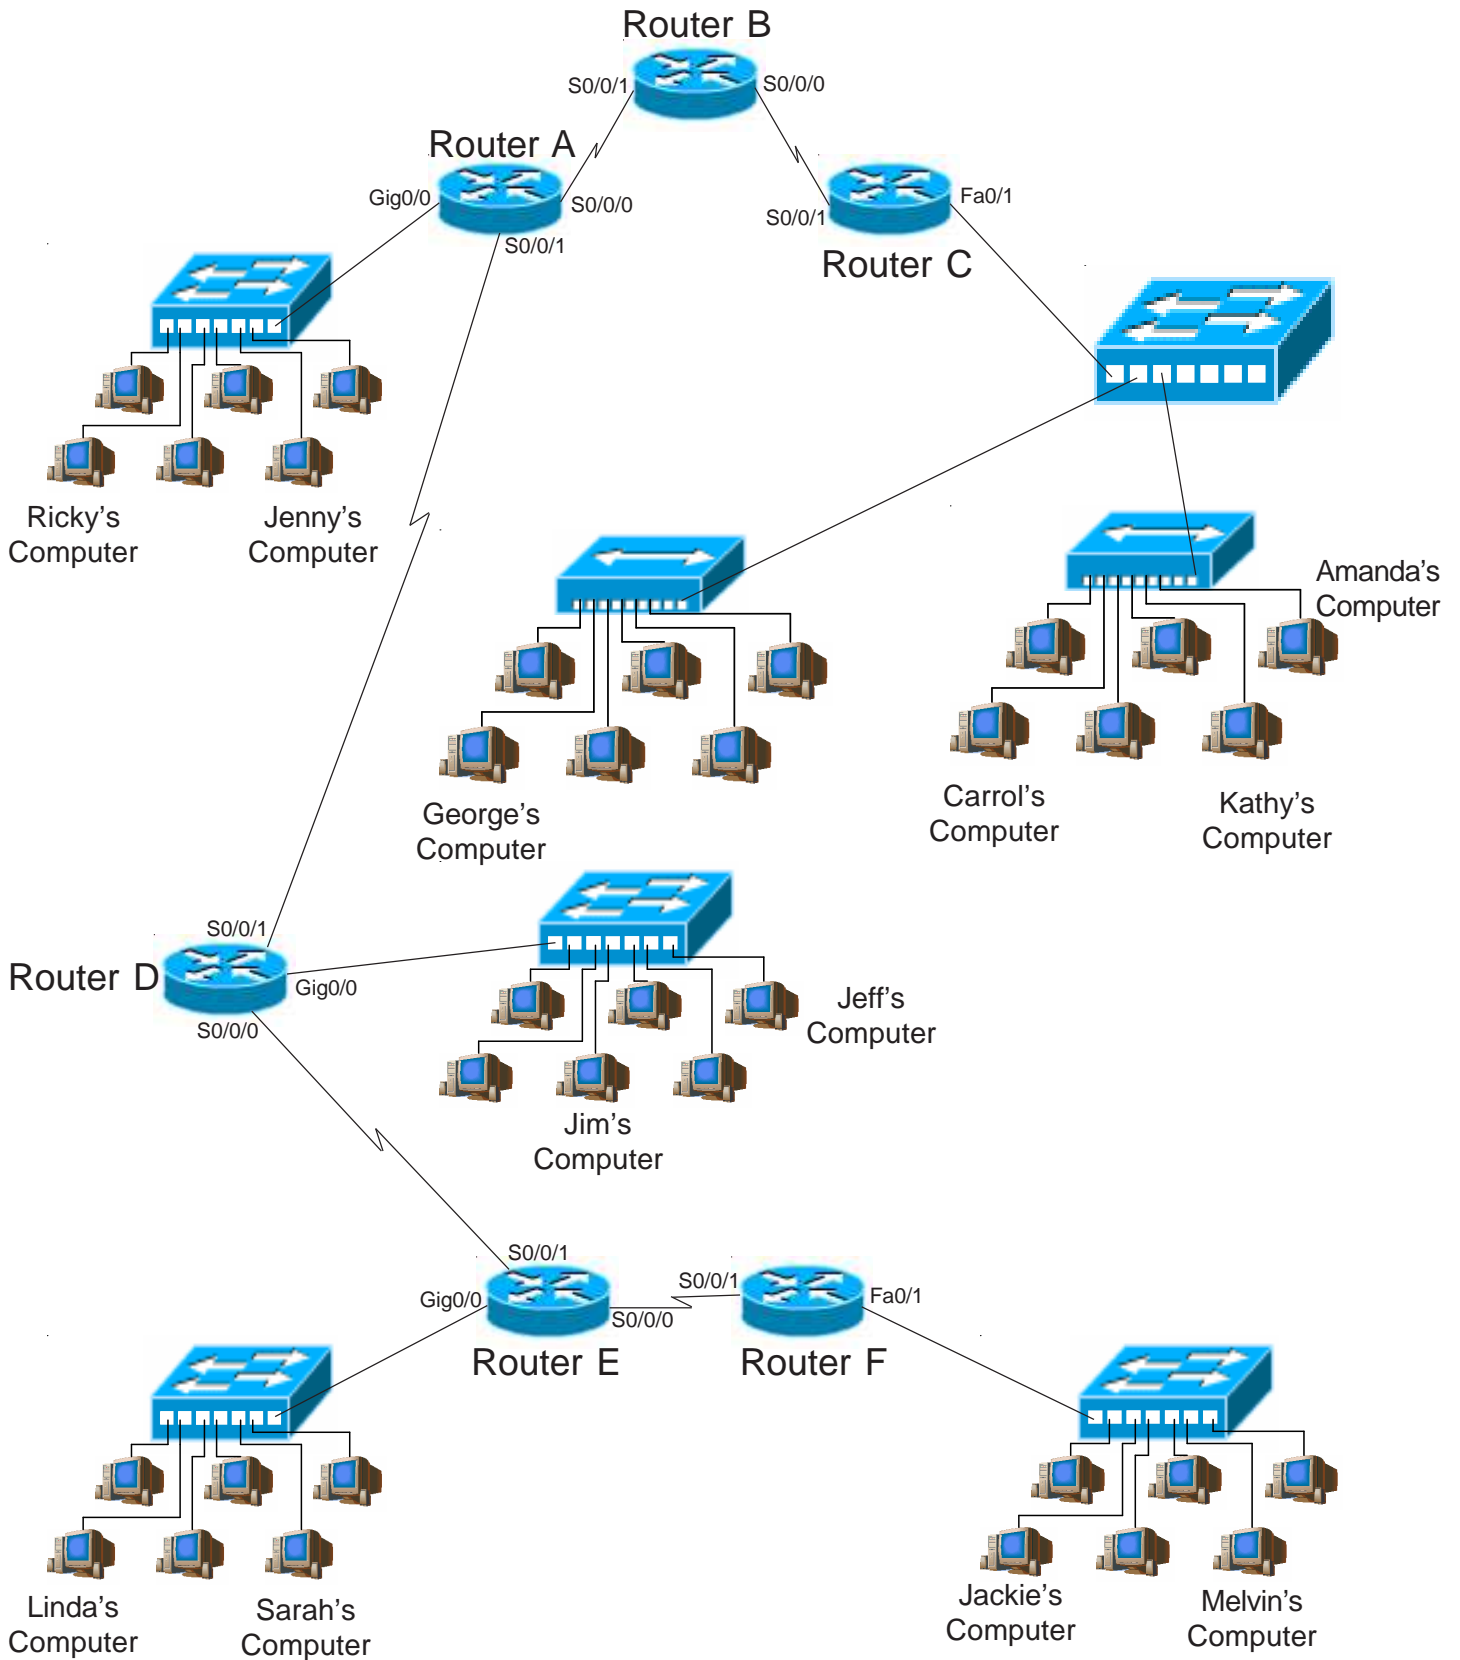 Router B
S0/0/1
S0/0/0
Router A
Gig0/0
S0/0/0
S0/0/1
S0/0/1
Fa0/1
Router C
Ricky's
Computer
Jenny's
Computer
Amanda's
Computer
George's
Computer
Carrol's
Computer
Kathy's
Computer
S0/0/1
Router D
Gig0/0
S0/0/0
Jeff's
Computer
Jim's
Computer
S0/0/1
Gig0/0
S0/0/0
Router E
S0/0/1
Fa0/1
Router F
Linda's
Computer
Sarah's
Computer
Jackie's
Computer
Melvin's
Computer